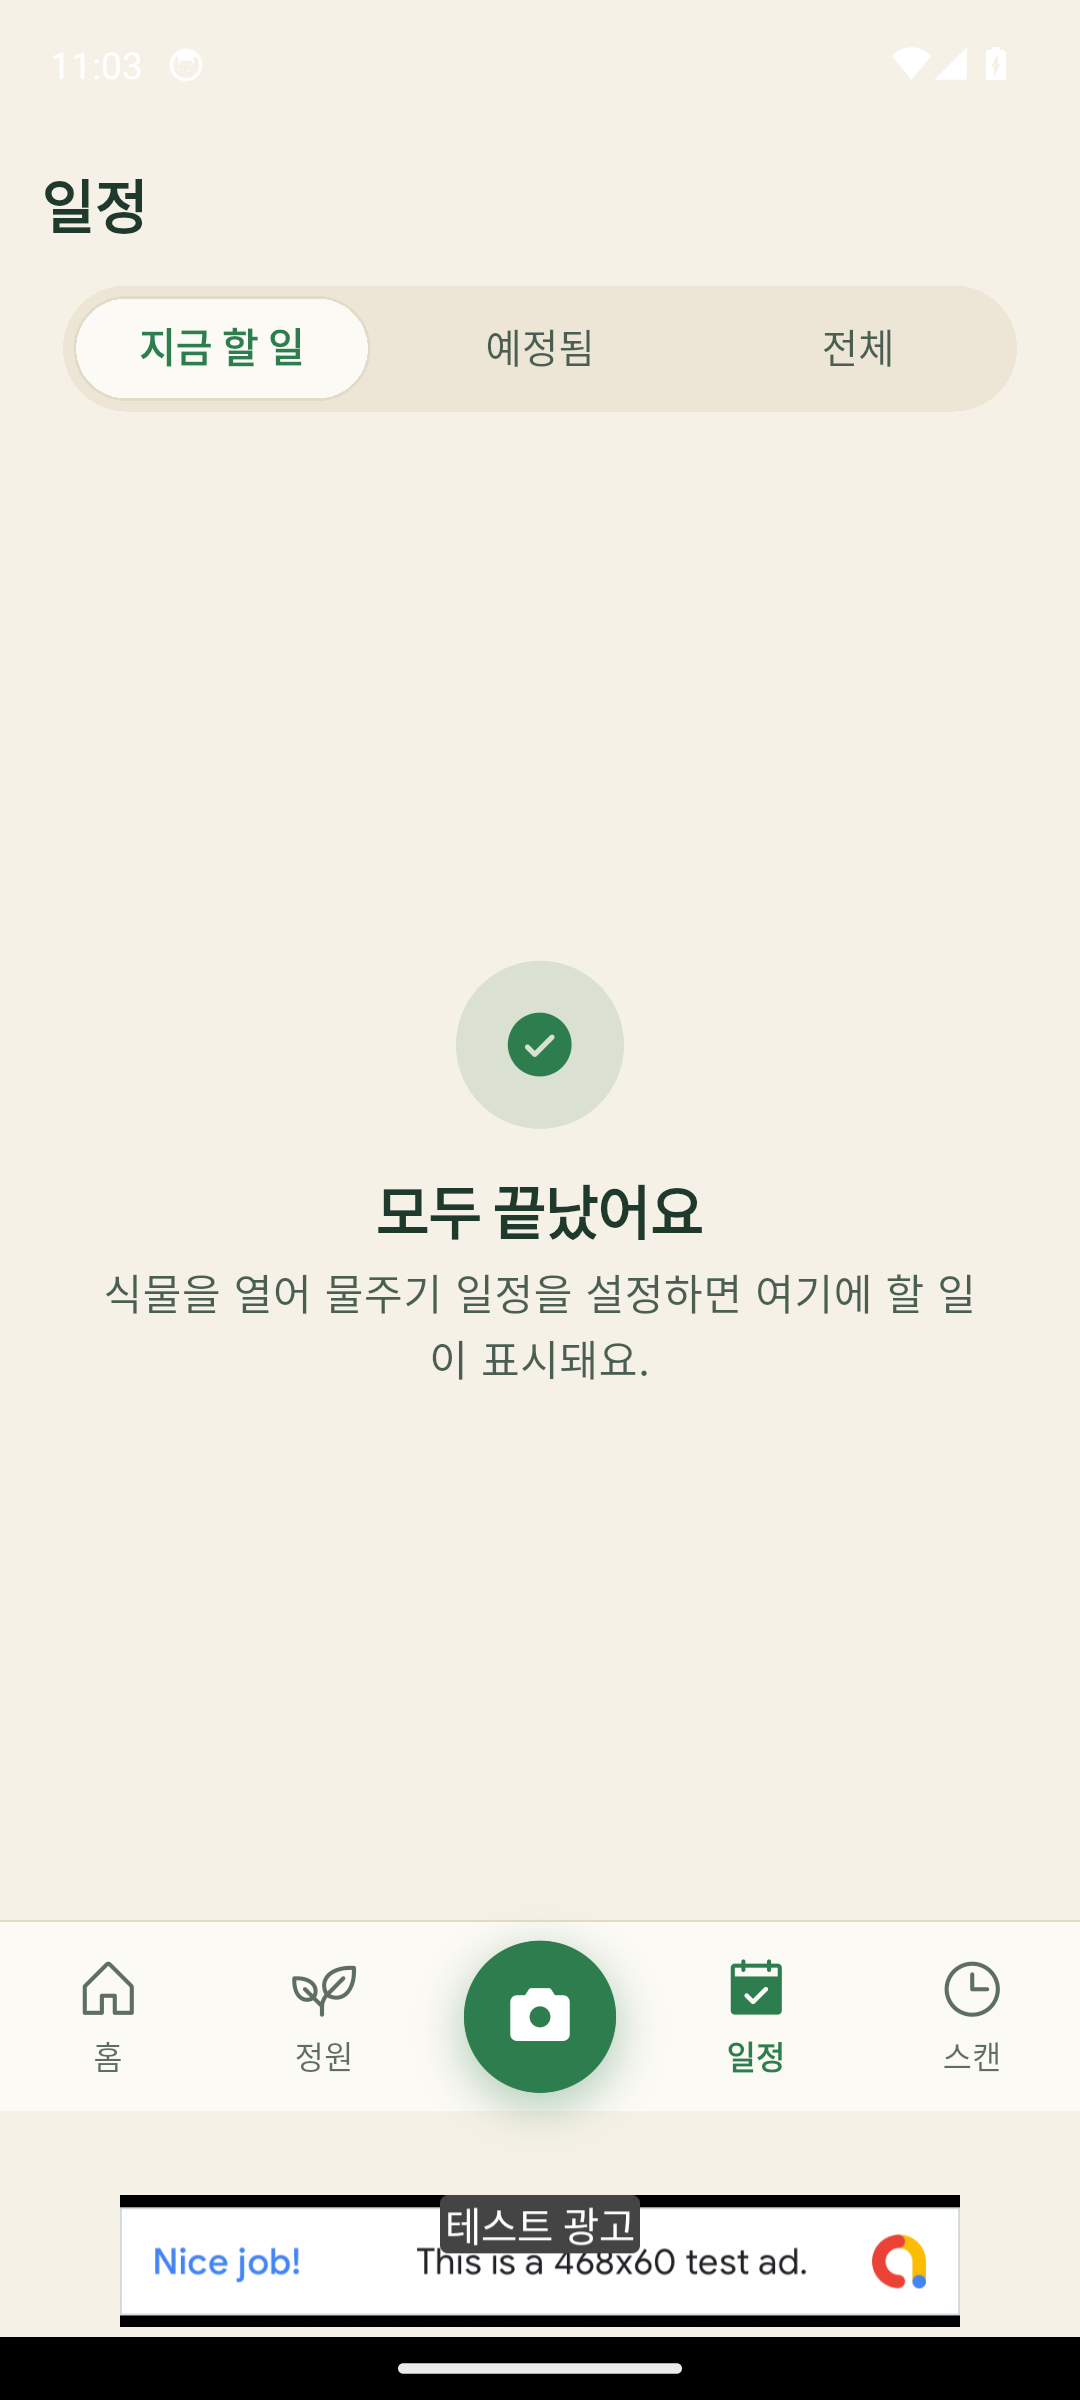 11:03
일정
지금 할 일
예정됨
전체
모두 끝났어요
식물을 열어 물주기 일정을 설정하면 여기에 할 일
이 표시돼요.
홈
정원
일정
스캔
테스트 광고
Nice job!
This is a 468x60 test ad.